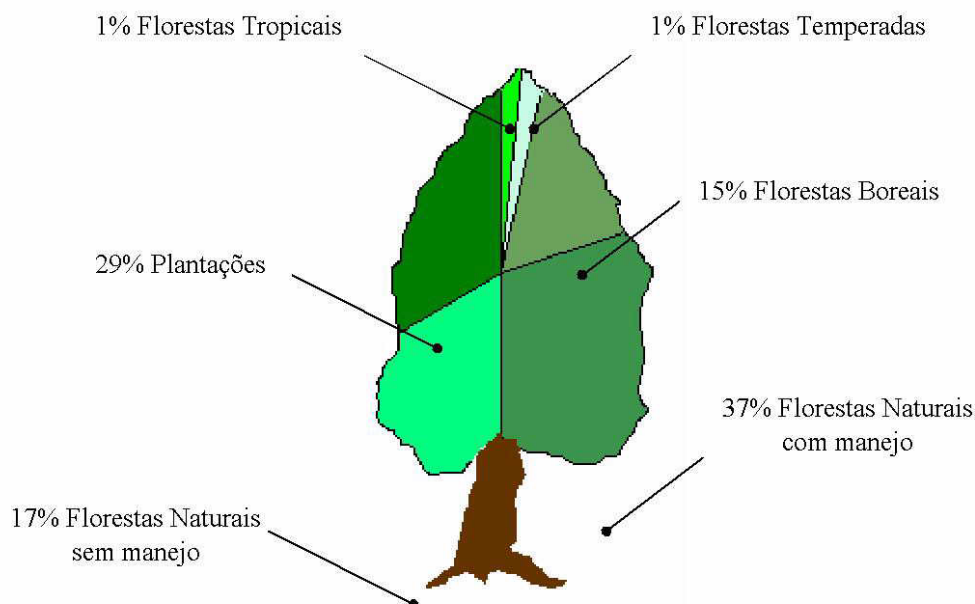 1% Florestas Tropicais
1% Florestas Temperadas
15% Florestas Boreais
29% Plantações
37% Florestas Naturais
com manejo
17% Florestas Naturais
sem manejo